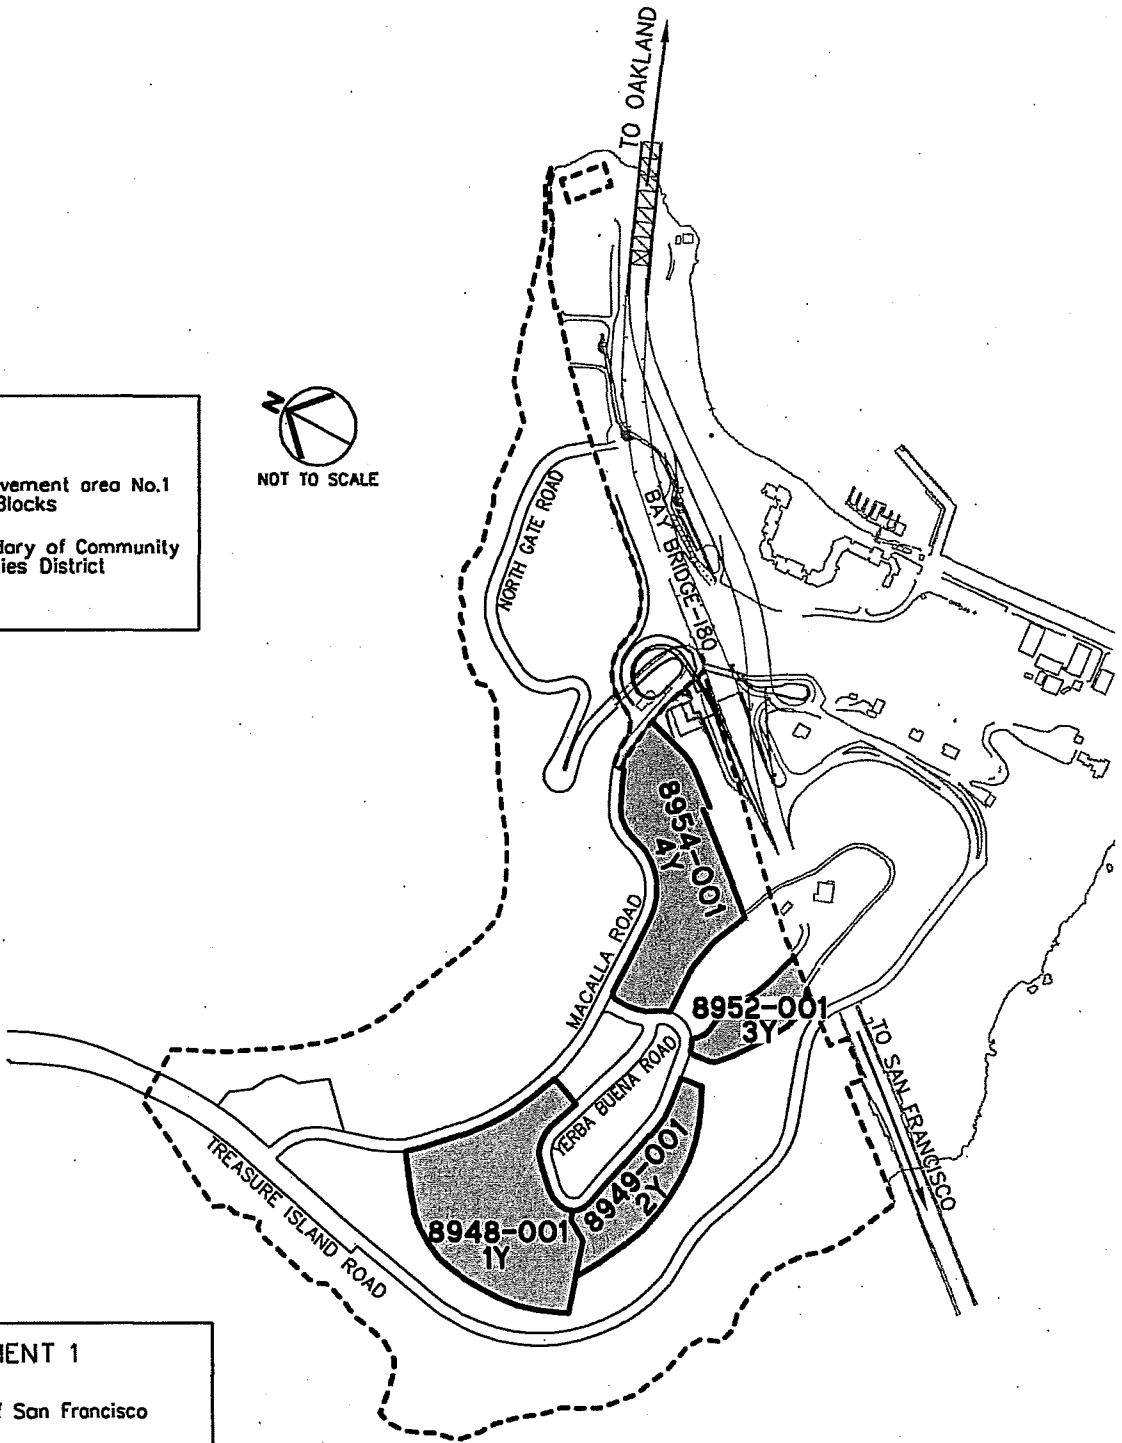 TO OAKLAND
N
NOT TO SCALE
vement area No.1
Blocks
dary of Community
ies District
NORTH GATE ROAD
BAY BRIDGE-I80
8954-001
4Y
MACALLA ROAD
8952-001
3Y
TO SAN FRANCISCO
YERBA BUENA ROAD
8949-001
2Y
8948-001
1Y
TREASURE ISLAND ROAD
MENT 1
f San Francisco